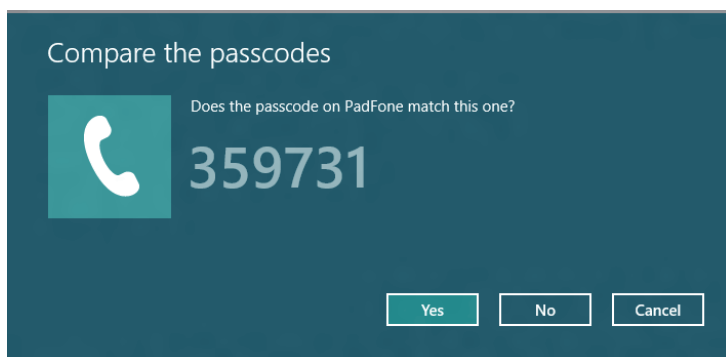 Compare the passcodes
Does the passcode on PadFone match this one?
359731
Yes No Cancel